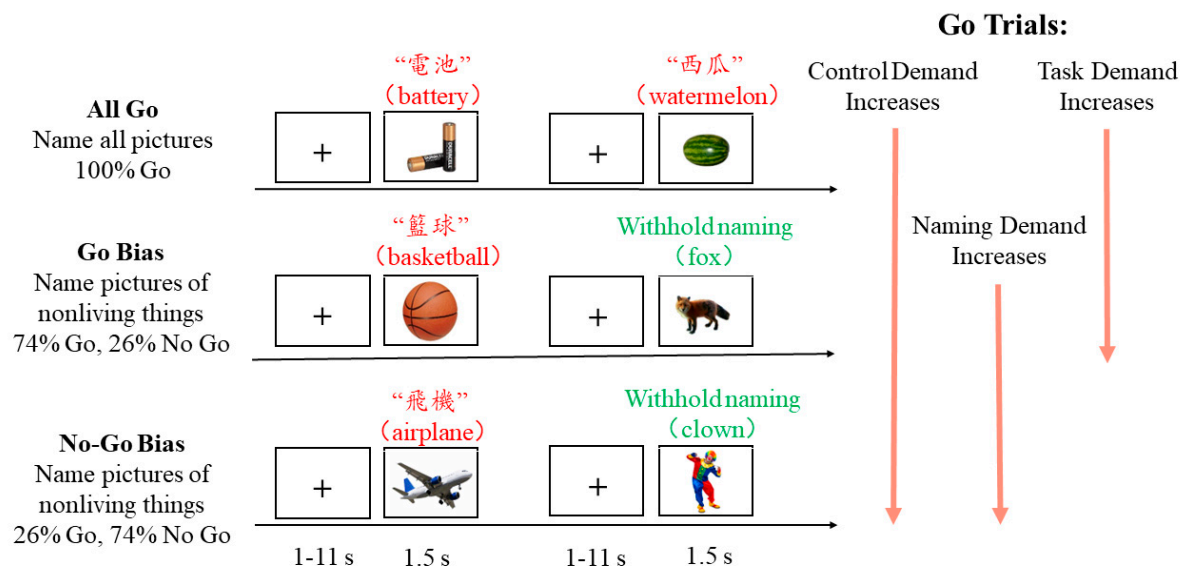 Go Trials:
Control Demand
Increases
Task Demand
Increases
“電池”
(battery)
“西瓜”
(watermelon)
All Go
Name all pictures
100% Go
+
DURACELL
+
“籃球”
(basketball)
Withhold naming
(fox)
Naming Demand
Increases
Go Bias
Name pictures of
nonliving things
74% Go, 26% No Go
+
+
“飛機”
(airplane)
Withhold naming
(clown)
No-Go Bias
Name pictures of
nonliving things
26% Go, 74% No Go
+
+
1-11 s
1.5 s
1-11 s
1.5 s